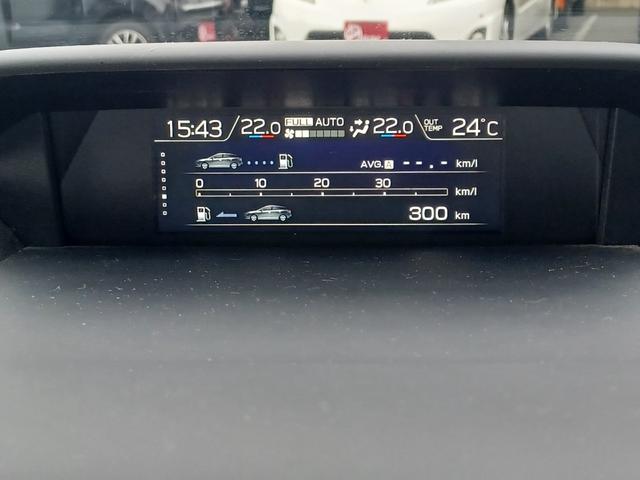 15:43 22.0 FULL AUTO 22.0 OUT TEMP 24°C
AVG. A --.- km/l
0 10 20 30 km/l
300 km